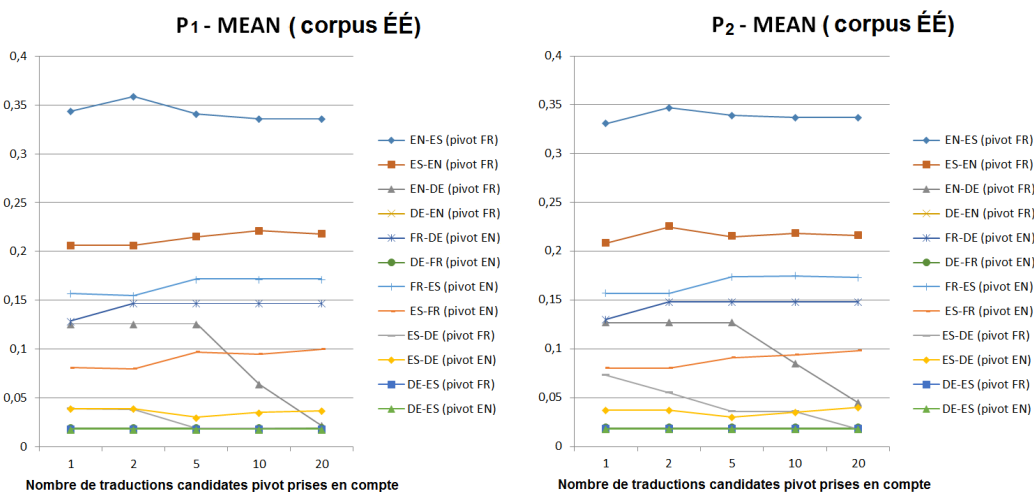 P1 - MEAN ( corpus ÉÉ)
0,4
0,35
0,3
0,25
0,2
0,15
0,1
0,05
0
1 2 5 10 20
Nombre de traductions candidates pivot prises en compte
EN-ES (pivot FR)
ES-EN (pivot FR)
EN-DE (pivot FR)
DE-EN (pivot FR)
FR-DE (pivot EN)
DE-FR (pivot EN)
FR-ES (pivot EN)
ES-FR (pivot EN)
ES-DE (pivot FR)
ES-DE (pivot EN)
DE-ES (pivot FR)
DE-ES (pivot EN)
P2 - MEAN (corpus ÉÉ)
0,4
0,35
0,3
0,25
0,2
0,15
0,1
0,05
0
1 2 5 10 20
Nombre de traductions candidates pivot prises en compte
EN-ES (pivot FR)
ES-EN (pivot FR)
EN-DE (pivot FR)
DE-EN (pivot FR)
FR-DE (pivot EN)
DE-FR (pivot EN)
FR-ES (pivot EN)
ES-FR (pivot EN)
ES-DE (pivot FR)
ES-DE (pivot EN)
DE-ES (pivot FR)
DE-ES (pivot EN)